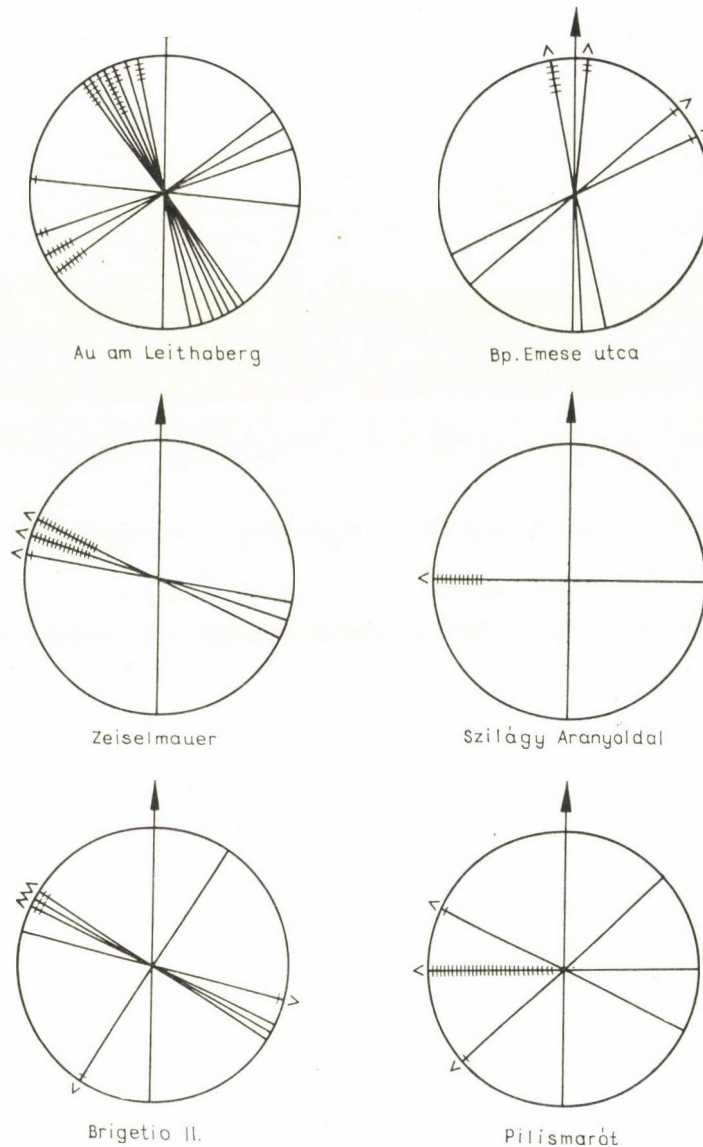 Au am Leithaberg
Bp. Emese utca
Zeiselmauer
Szilágy Aranyoldal
Brigetio II.
Pilismarót